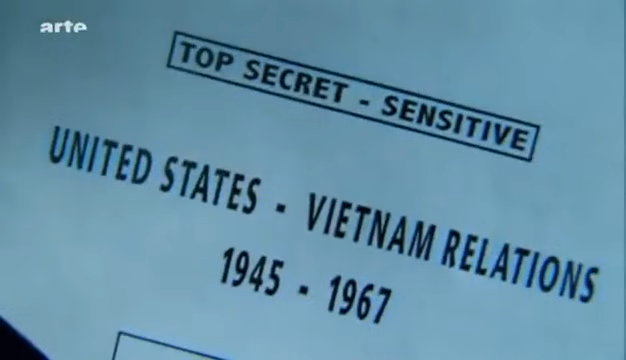 arte
TOP SECRET - SENSITIVE
UNITED STATES - VIETNAM RELATIONS
1945 - 1967